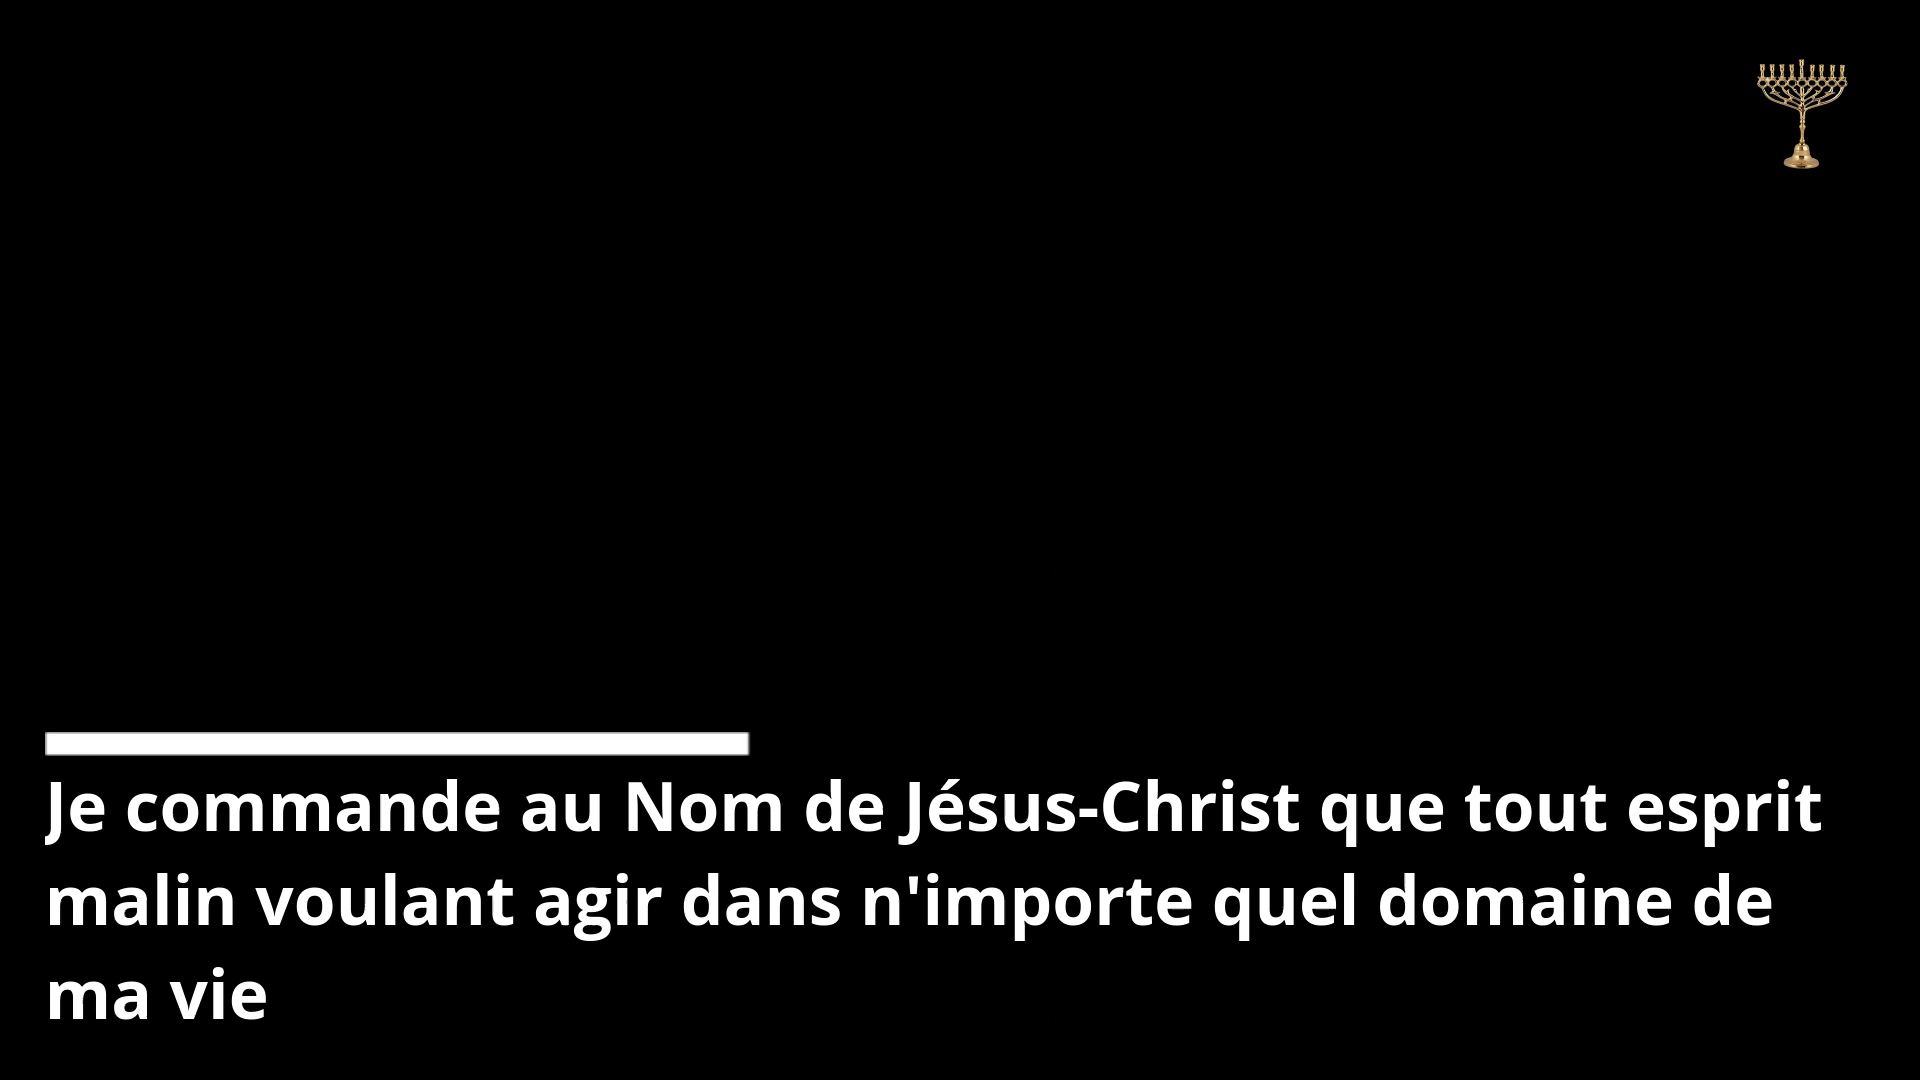 Je commande au Nom de Jésus-Christ que tout esprit
malin voulant agir dans n'importe quel domaine de
ma vie